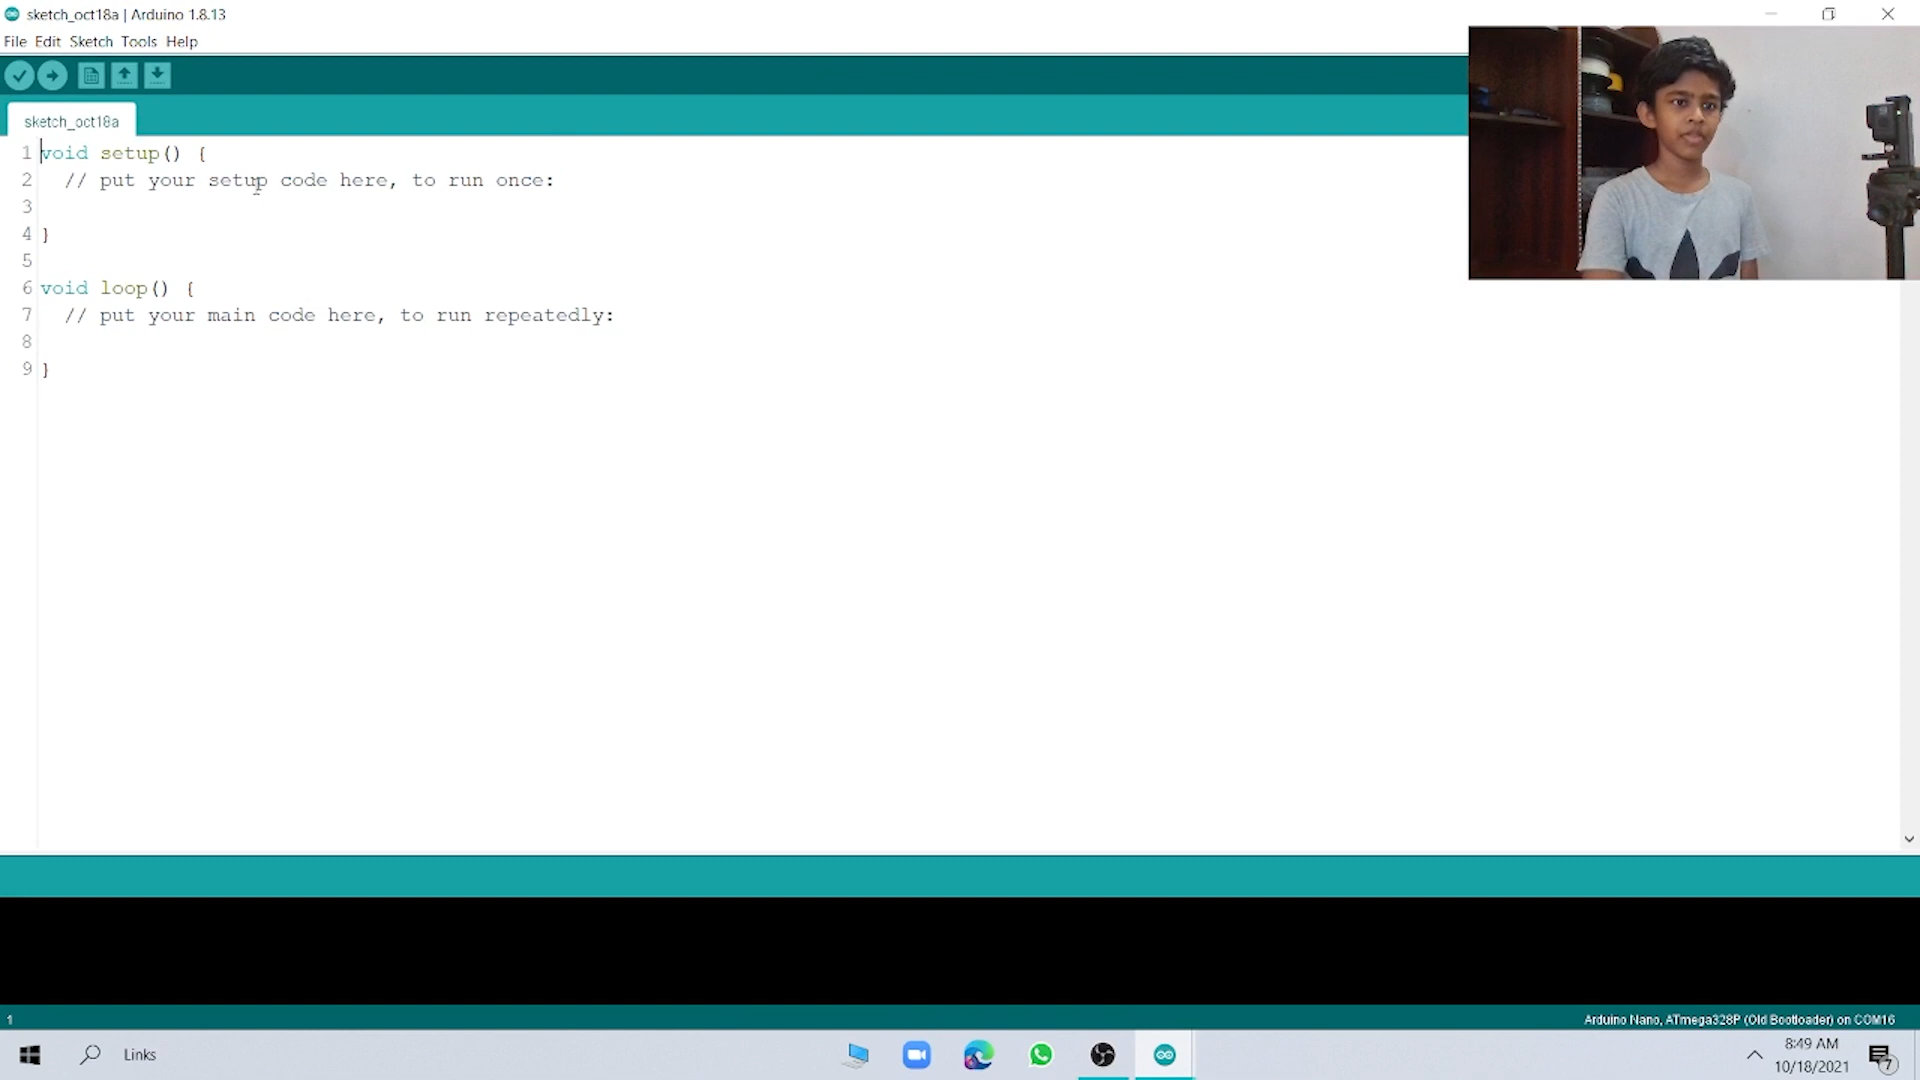 sketch_oct18a | Arduino 1.8.13
File Edit Sketch Tools Help
sketch_oct18a
1 void setup() {
2 // put your setup code here, to run once:
3
4 }
5
6 void loop() {
7 // put your main code here, to run repeatedly:
8
9 }
1
Arduino Nano, ATmega328P (Old Bootloader) on COM16
Links
8:49 AM
10/18/2021
7